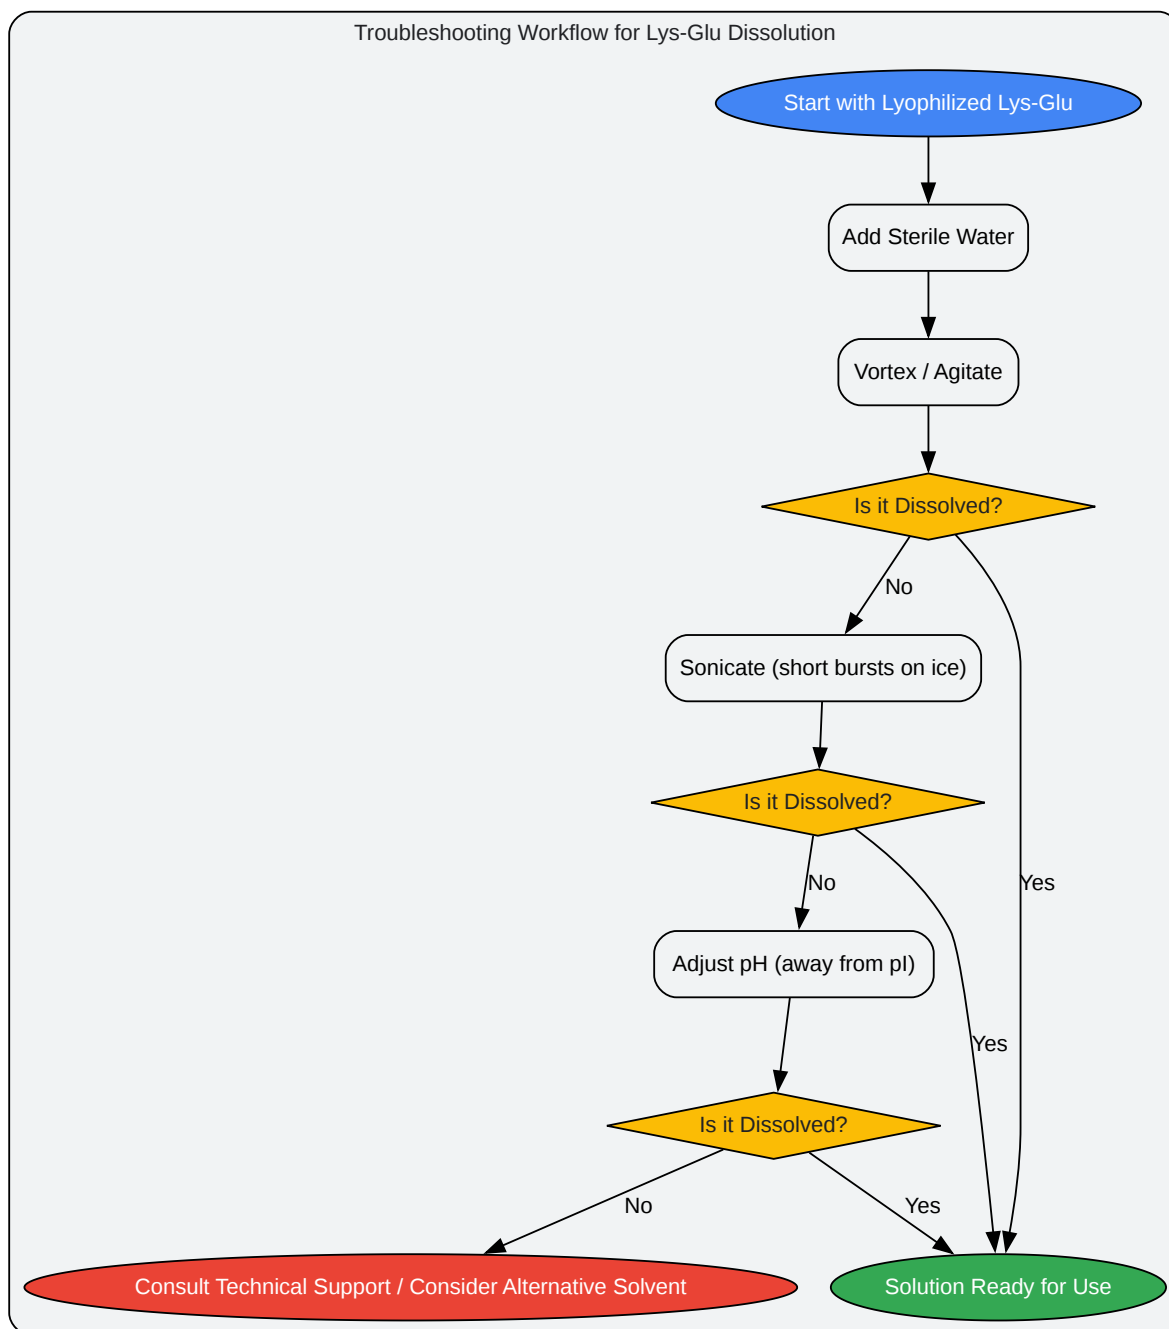 Troubleshooting Workflow for Lys-Glu Dissolution
Start with Lyophilized Lys-Glu
Add Sterile Water
Vortex / Agitate
Is it Dissolved?
No
Sonicate (short bursts on ice)
Is it Dissolved?
No
Yes
Adjust pH (away from pI)
Yes
Is it Dissolved?
No
Yes
Consult Technical Support / Consider Alternative Solvent
Solution Ready for Use